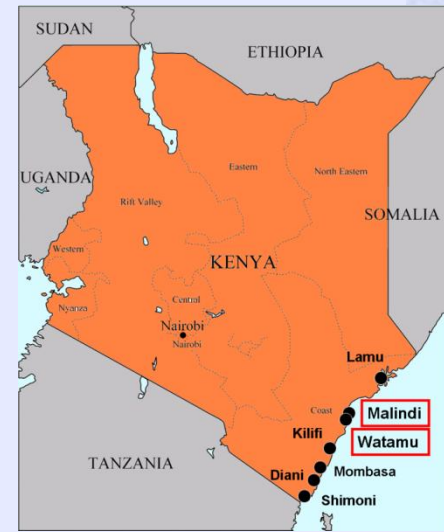 SUDAN
ETHIOPIA
UGANDA
Eastern
North Eastern
Rift Valley
SOMALIA
Western
KENYA
Nyanza
Central
Nairobi
Nairobi
Lamu
Coast
Malindi
Kilifi
Watamu
TANZANIA
Diani
Mombasa
Shimoni